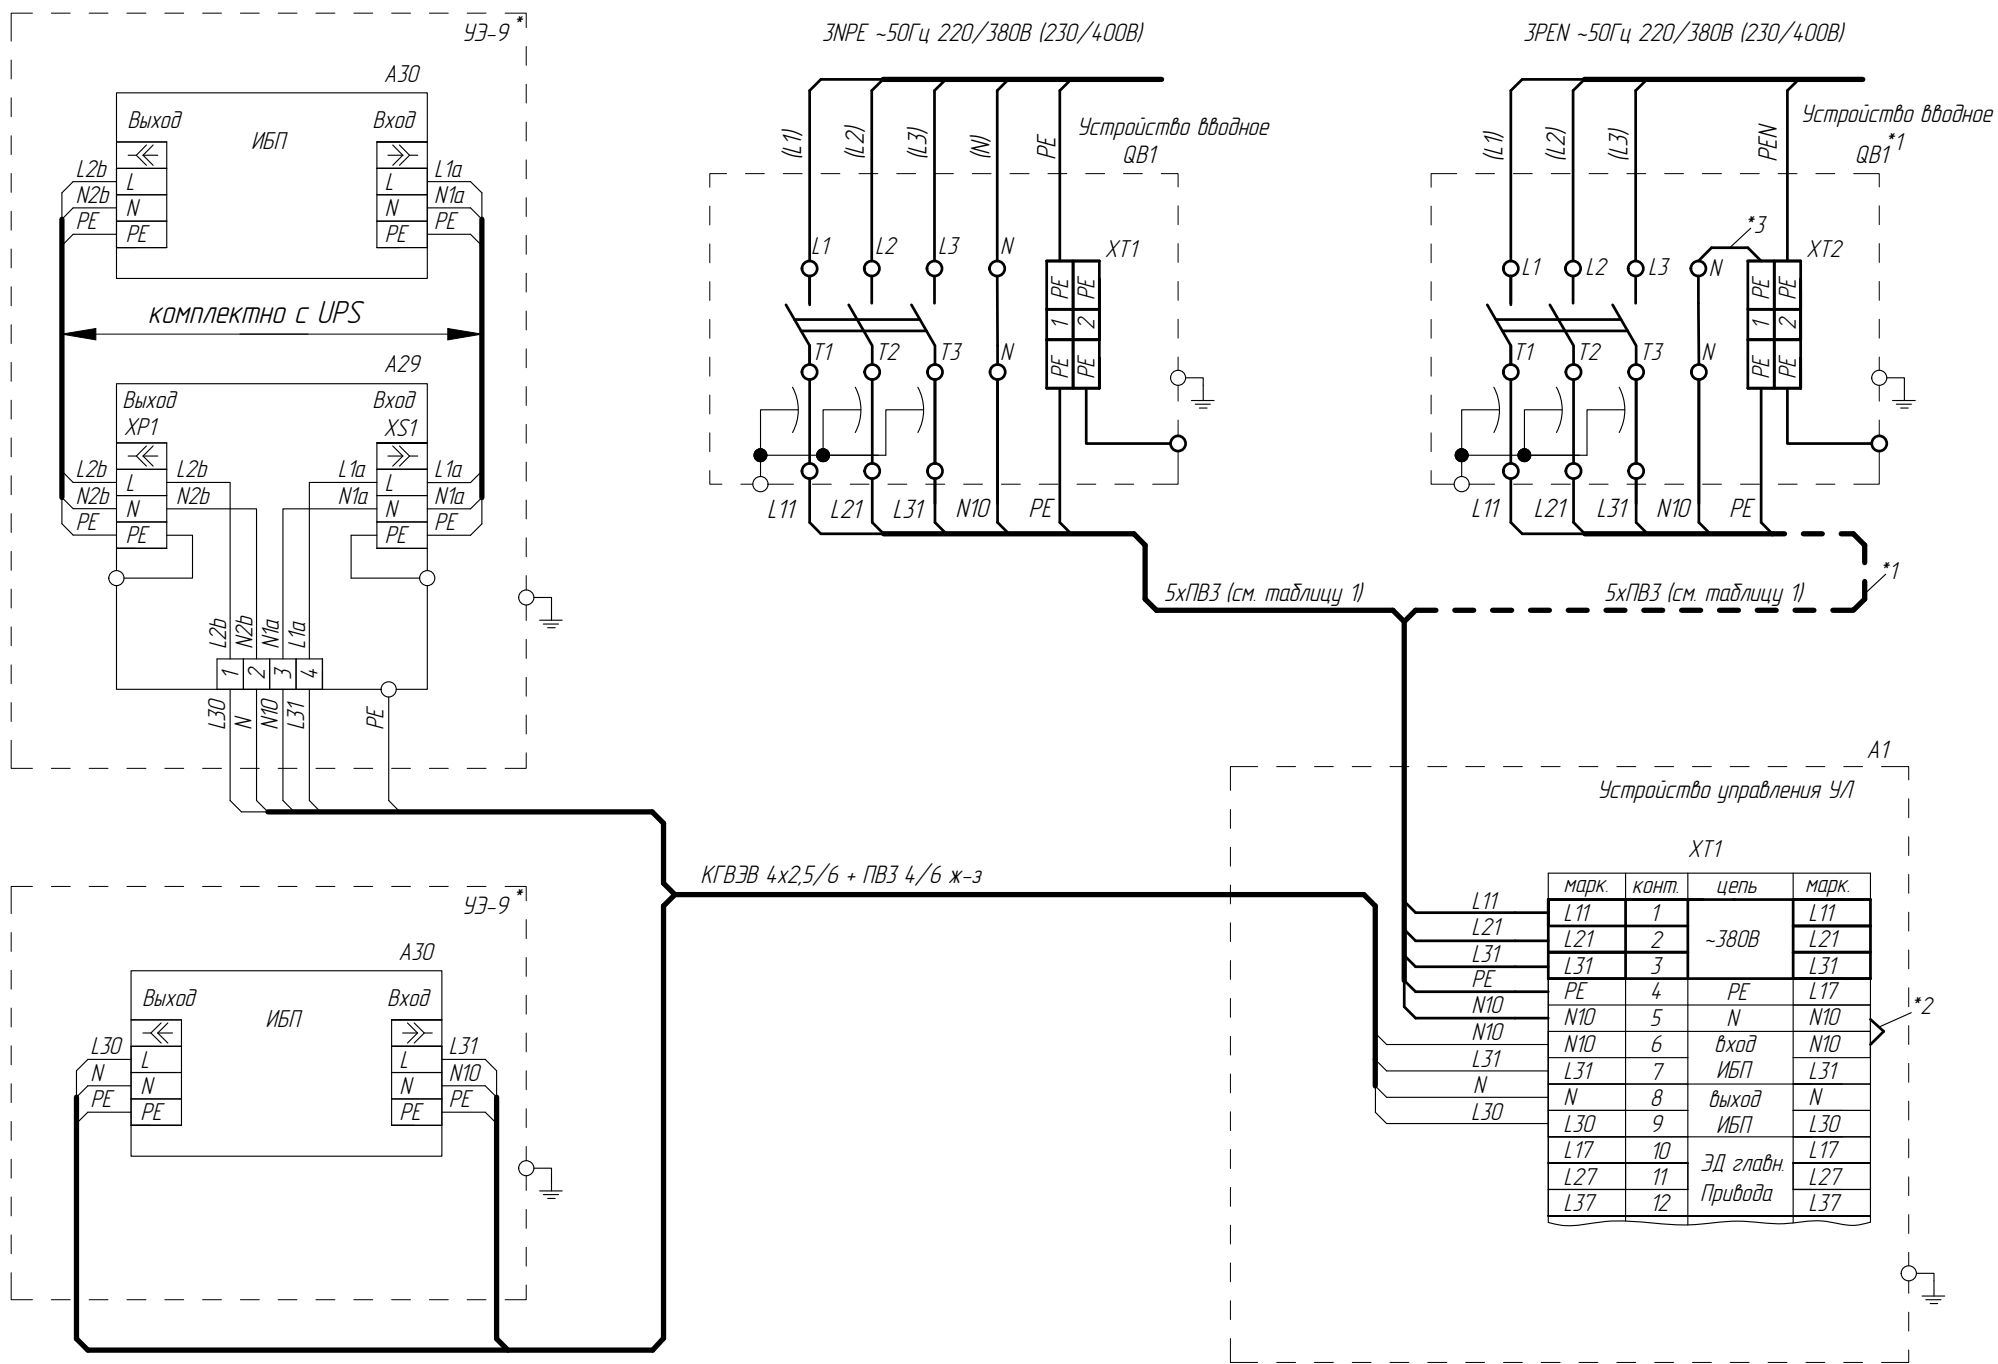 УЭ-9 *
А30
Выход
ИБП
Вход
L2b
L
L
L1a
N2b
N
N
N1a
PE
PE
PE
PE
комплектно с UPS
А29
Выход
Вход
XP1
XS1
L2b
L
L2b
L1a
L
L1a
N2b
N
N2b
N1a
N
N1a
PE
PE
PE
PE
L2b
N2b
N1a
L1a
1
2
3
4
L30
N
N10
L31
PE
УЭ-9 *
А30
Выход
ИБП
Вход
L30
L
L
L31
N
N
N
N10
PE
PE
PE
PE
КГВЭВ 4х2,5/6 + ПВ3 4/6 ж-з
3NPE ~50Гц 220/380В (230/400В)
(L1)
(L2)
(L3)
(N)
PE
Устройство вводное
QB1
L1
L2
L3
N
XT1
PE
PE
1
2
PE
PE
T1
T2
T3
N
L11
L21
L31
N10
PE
5хПВ3 (см. таблицу 1)
3PEN ~50Гц 220/380В (230/400В)
(L1)
(L2)
(L3)
PEN
Устройство вводное
QB1 *1
*3
L1
L2
L3
N
XT2
PE
PE
1
2
PE
PE
T1
T2
T3
N
L11
L21
L31
N10
PE
*1
5хПВ3 (см. таблицу 1)
А1
Устройство управления УЛ
XT1
марк. конт. цепь марк.
L11 L11 1 ~380В L11
L21 L21 2 L21
L31 L31 3 L31
PE PE 4 PE L17
N10 N10 5 N N10
*2
N10 N10 6 вход N10
L31 L31 7 ИБП L31
N N 8 выход N
L30 L30 9 ИБП L30
L17 10 ЭД главн. L17
L27 11 Привода L27
L37 12 L37